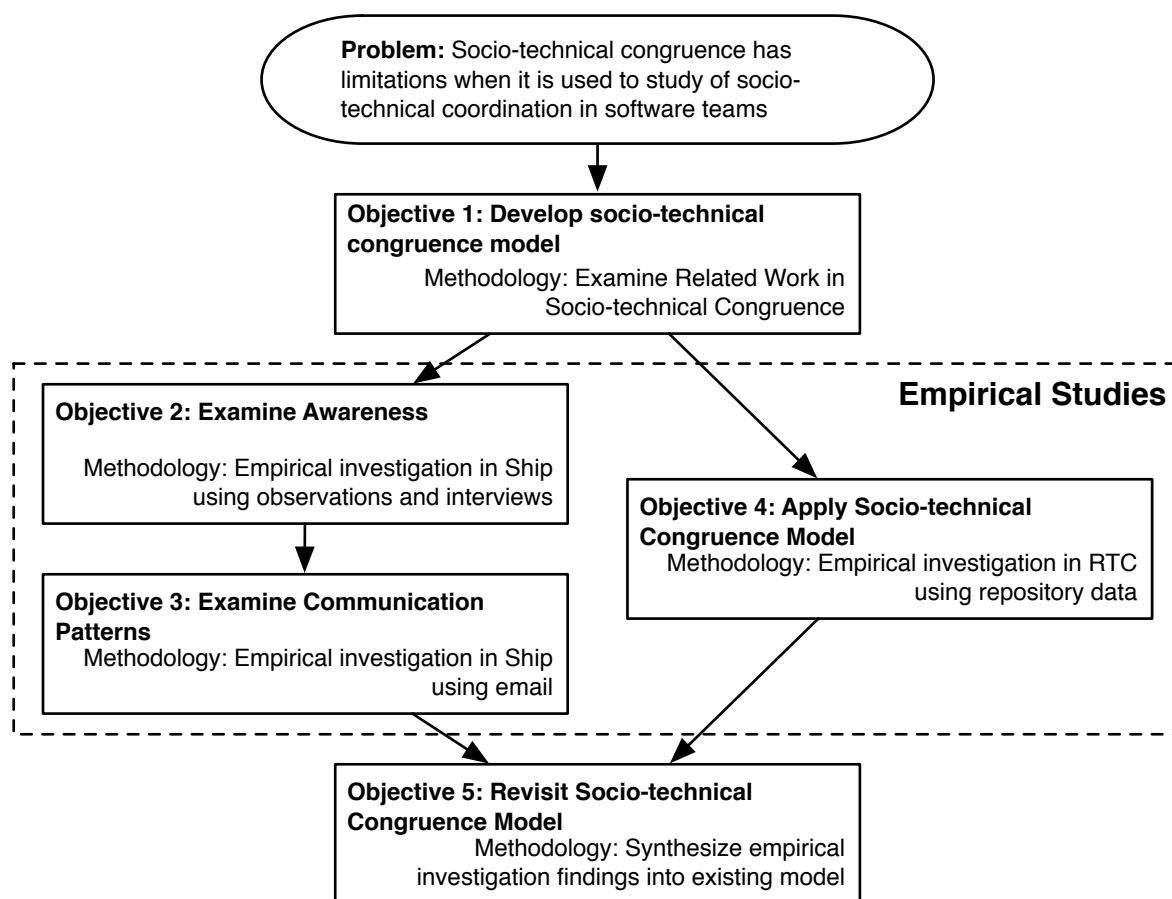 Problem: Socio-technical congruence has
limitations when it is used to study of socio-
technical coordination in software teams
Objective 1: Develop socio-technical
congruence model
Methodology: Examine Related Work in
Socio-technical Congruence
Empirical Studies
Objective 2: Examine Awareness
Methodology: Empirical investigation in Ship
using observations and interviews
Objective 3: Examine Communication
Patterns
Methodology: Empirical investigation in Ship
using email
Objective 4: Apply Socio-technical
Congruence Model
Methodology: Empirical investigation in RTC
using repository data
Objective 5: Revisit Socio-technical
Congruence Model
Methodology: Synthesize empirical
investigation findings into existing model